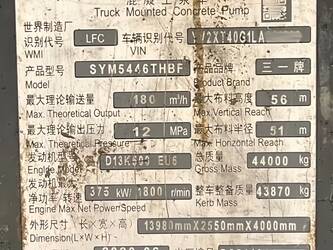 混凝土泵车
Truck Mounted Concrete Pump
世界制造厂
识别代号 LFC 车辆识别代号
WMI VIN V2XT40G1LA
产品型号 SYM5446THBF 三一牌
Model
最大理论输送量 180 m³/h 最大布料高度 56 m
Max. Theoretical Output Max. Vertical Reach
最大理论输出压力 12 MPa 最大布料半径 51 m
Max. Theoretical Pressure Max Horizontal Reach
发动机型号 D13K500 EU6 总质量 44000 kg
Engine Model Gross Mass
发动机最大
净功率/转速 375 kW/ 1800 r/min 整车整备质量 43870 kg
Engine Max Net Power/Speed Kerb Mass
外形尺寸(长×宽×高) 13980mm×2550mm×4000mm
Dimension(L×W×H)